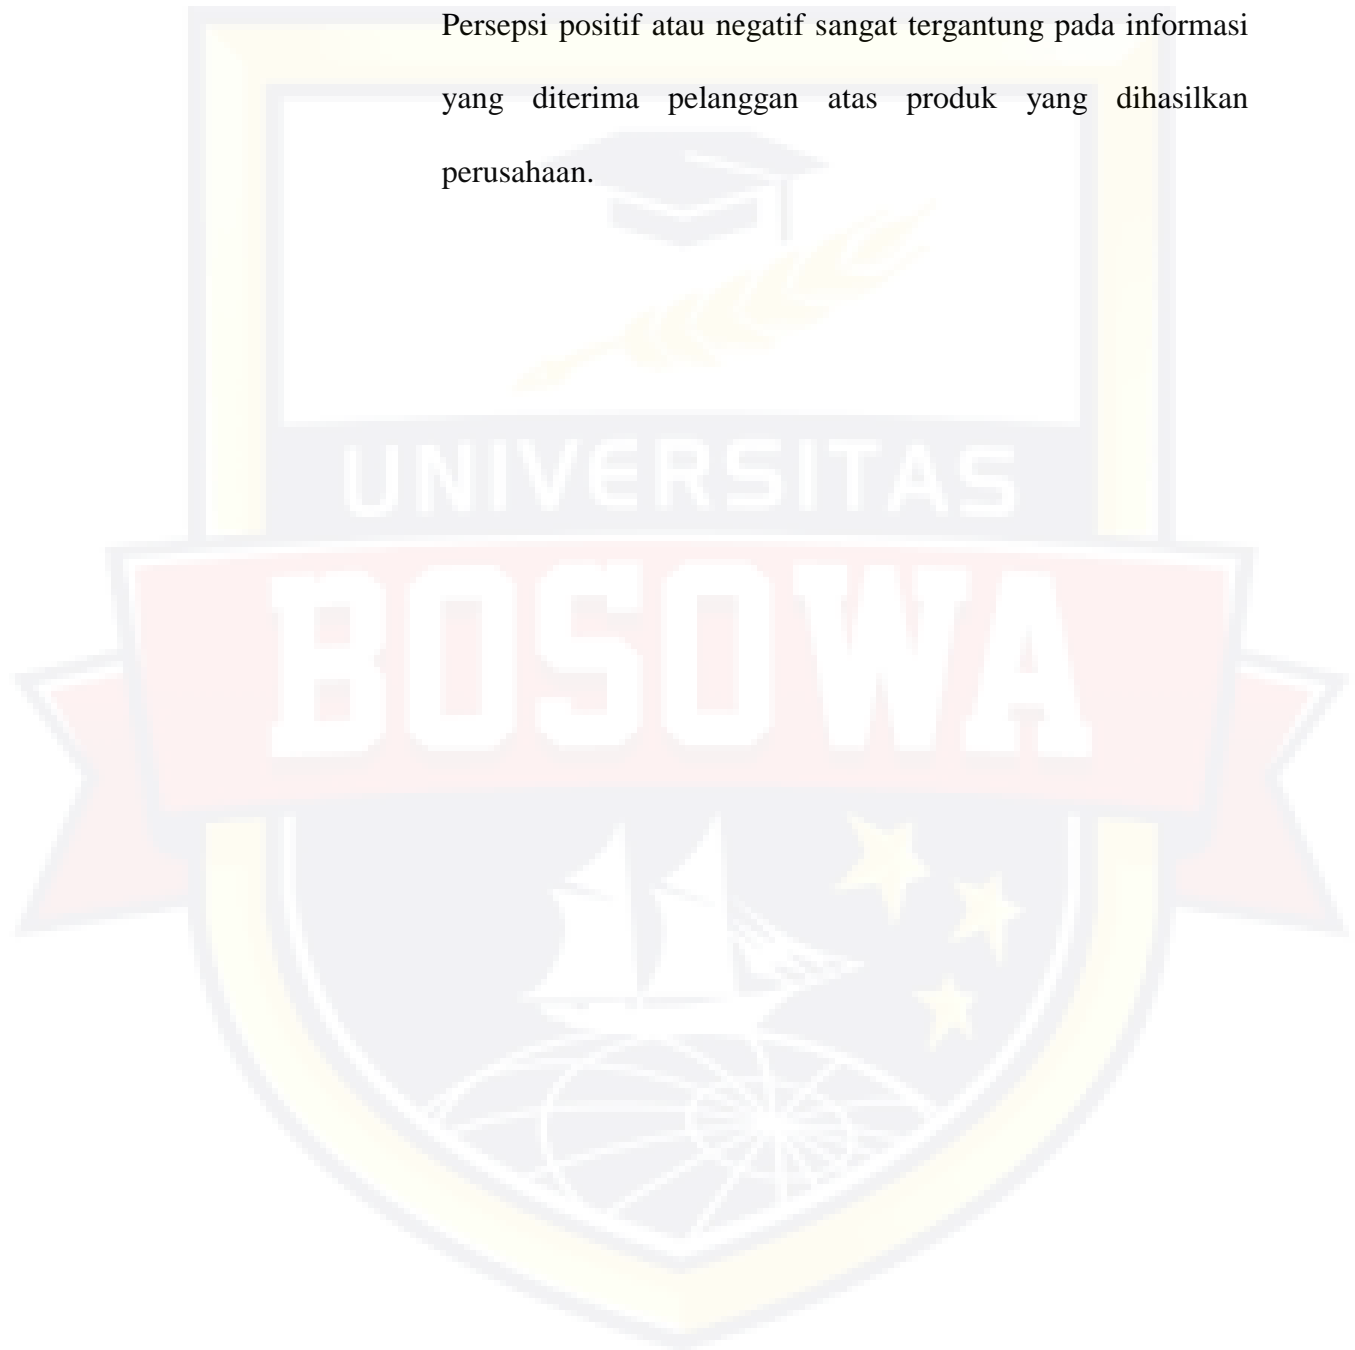 Persepsi positif atau negatif sangat tergantung pada informasi
yang diterima pelanggan atas produk yang dihasilkan
perusahaan.
UNIVERSITAS
BOSOWA